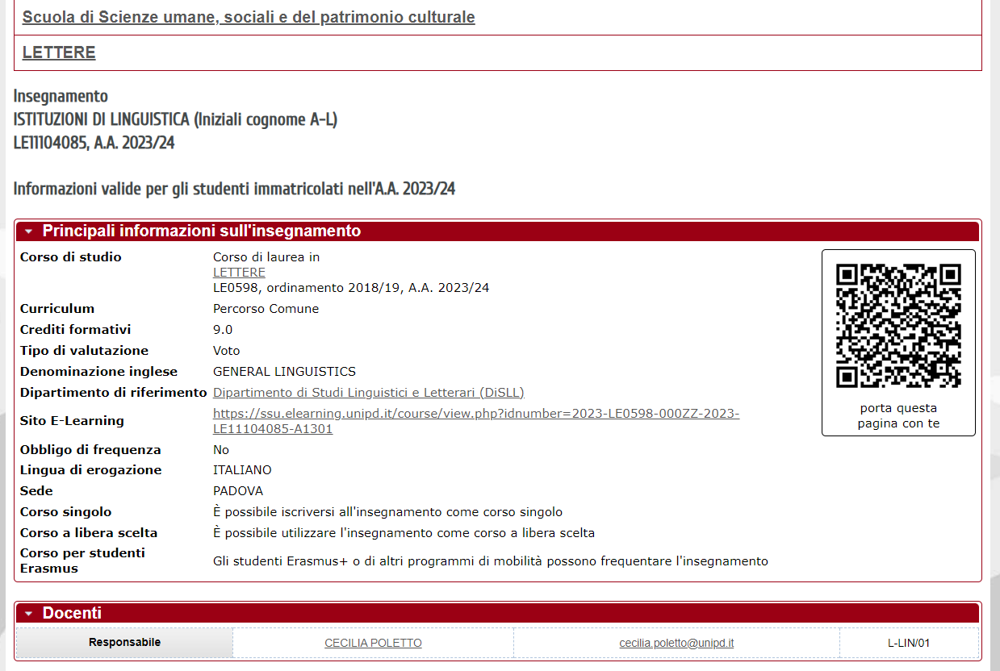 Scuola di Scienze umane, sociali e del patrimonio culturale
LETTERE
Insegnamento
ISTITUZIONI DI LINGUISTICA (Iniziali cognome A-L)
LE11104085, A.A. 2023/24
Informazioni valide per gli studenti immatricolati nell'A.A. 2023/24
Principali informazioni sull'insegnamento
Corso di studio Corso di laurea in
LETTERE
LE0598, ordinamento 2018/19, A.A. 2023/24
Curriculum Percorso Comune
Crediti formativi 9.0
Tipo di valutazione Voto
Denominazione inglese GENERAL LINGUISTICS
Dipartimento di riferimento Dipartimento di Studi Linguistici e Letterari (DiSLL)
Sito E-Learning https://ssu.elearning.unipd.it/course/view.php?idnumber=2023-LE0598-000ZZ-2023-
LE11104085-A1301
Obbligo di frequenza No
Lingua di erogazione ITALIANO
Sede PADOVA
Corso singolo È possibile iscriversi all'insegnamento come corso singolo
Corso a libera scelta È possibile utilizzare l'insegnamento come corso a libera scelta
Corso per studenti
Erasmus Gli studenti Erasmus+ o di altri programmi di mobilità possono frequentare l'insegnamento
porta questa
pagina con te
Docenti
Responsabile CECILIA POLETTO cecilia.poletto@unipd.it L-LIN/01